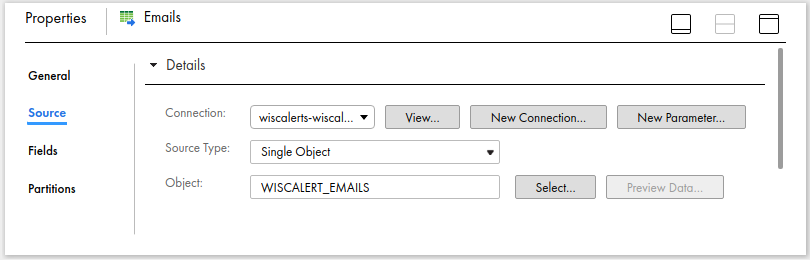 Properties
Emails
General
Source
Fields
Partitions
Details
Connection: wiscalerts-wiscal... View... New Connection... New Parameter...
Source Type: Single Object
Object: WISCALERT_EMAILS Select... Preview Data...